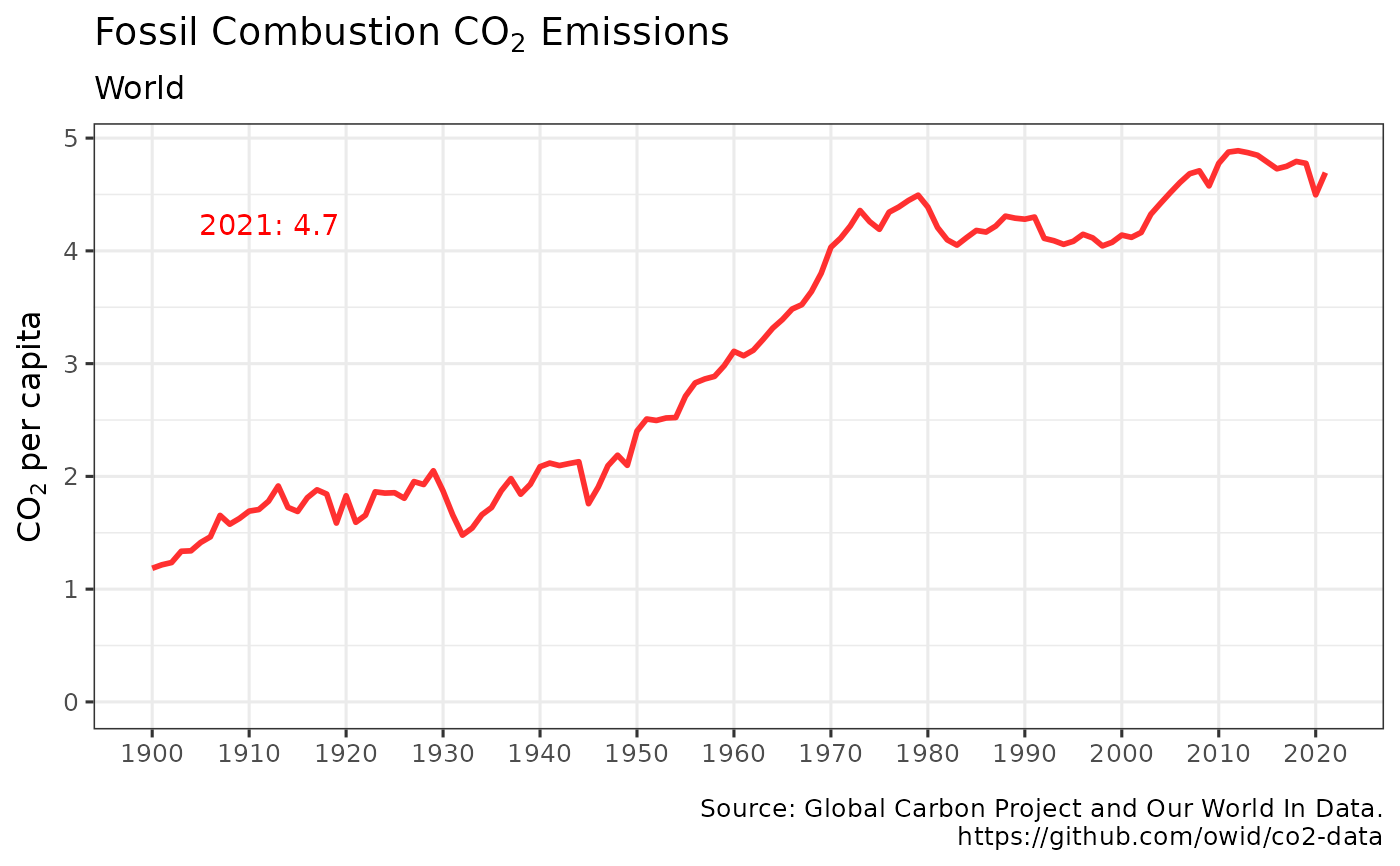 Fossil Combustion CO₂ Emissions
World
5
4
3
2
1
0
2021: 4.7
CO₂ per capita
1900 1910 1920 1930 1940 1950 1960 1970 1980 1990 2000 2010 2020
Source: Global Carbon Project and Our World In Data.
https://github.com/owid/co2-data